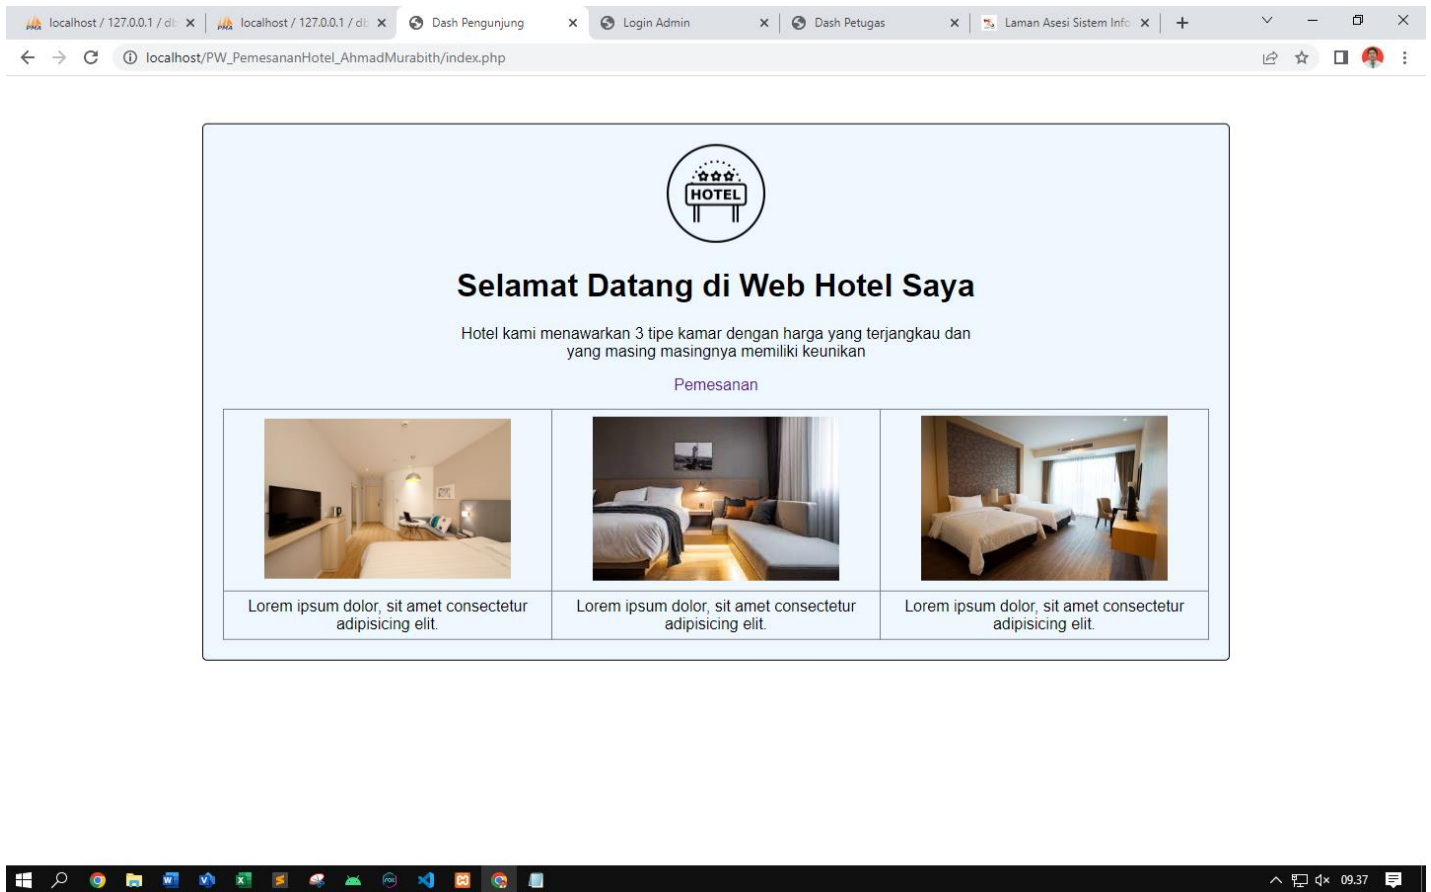 localhost / 127.0.0.1 / db
localhost / 127.0.0.1 / db
Dash Pengunjung
Login Admin
Dash Petugas
Laman Asesi Sistem Info
localhost/PW_PemesananHotel_AhmadMurabith/index.php
HOTEL
Selamat Datang di Web Hotel Saya
Hotel kami menawarkan 3 tipe kamar dengan harga yang terjangkau dan
yang masing masingnya memiliki keunikan
Pemesanan
Lorem ipsum dolor, sit amet consectetur
adipisicing elit.
Lorem ipsum dolor, sit amet consectetur
adipisicing elit.
Lorem ipsum dolor, sit amet consectetur
adipisicing elit.
09.37